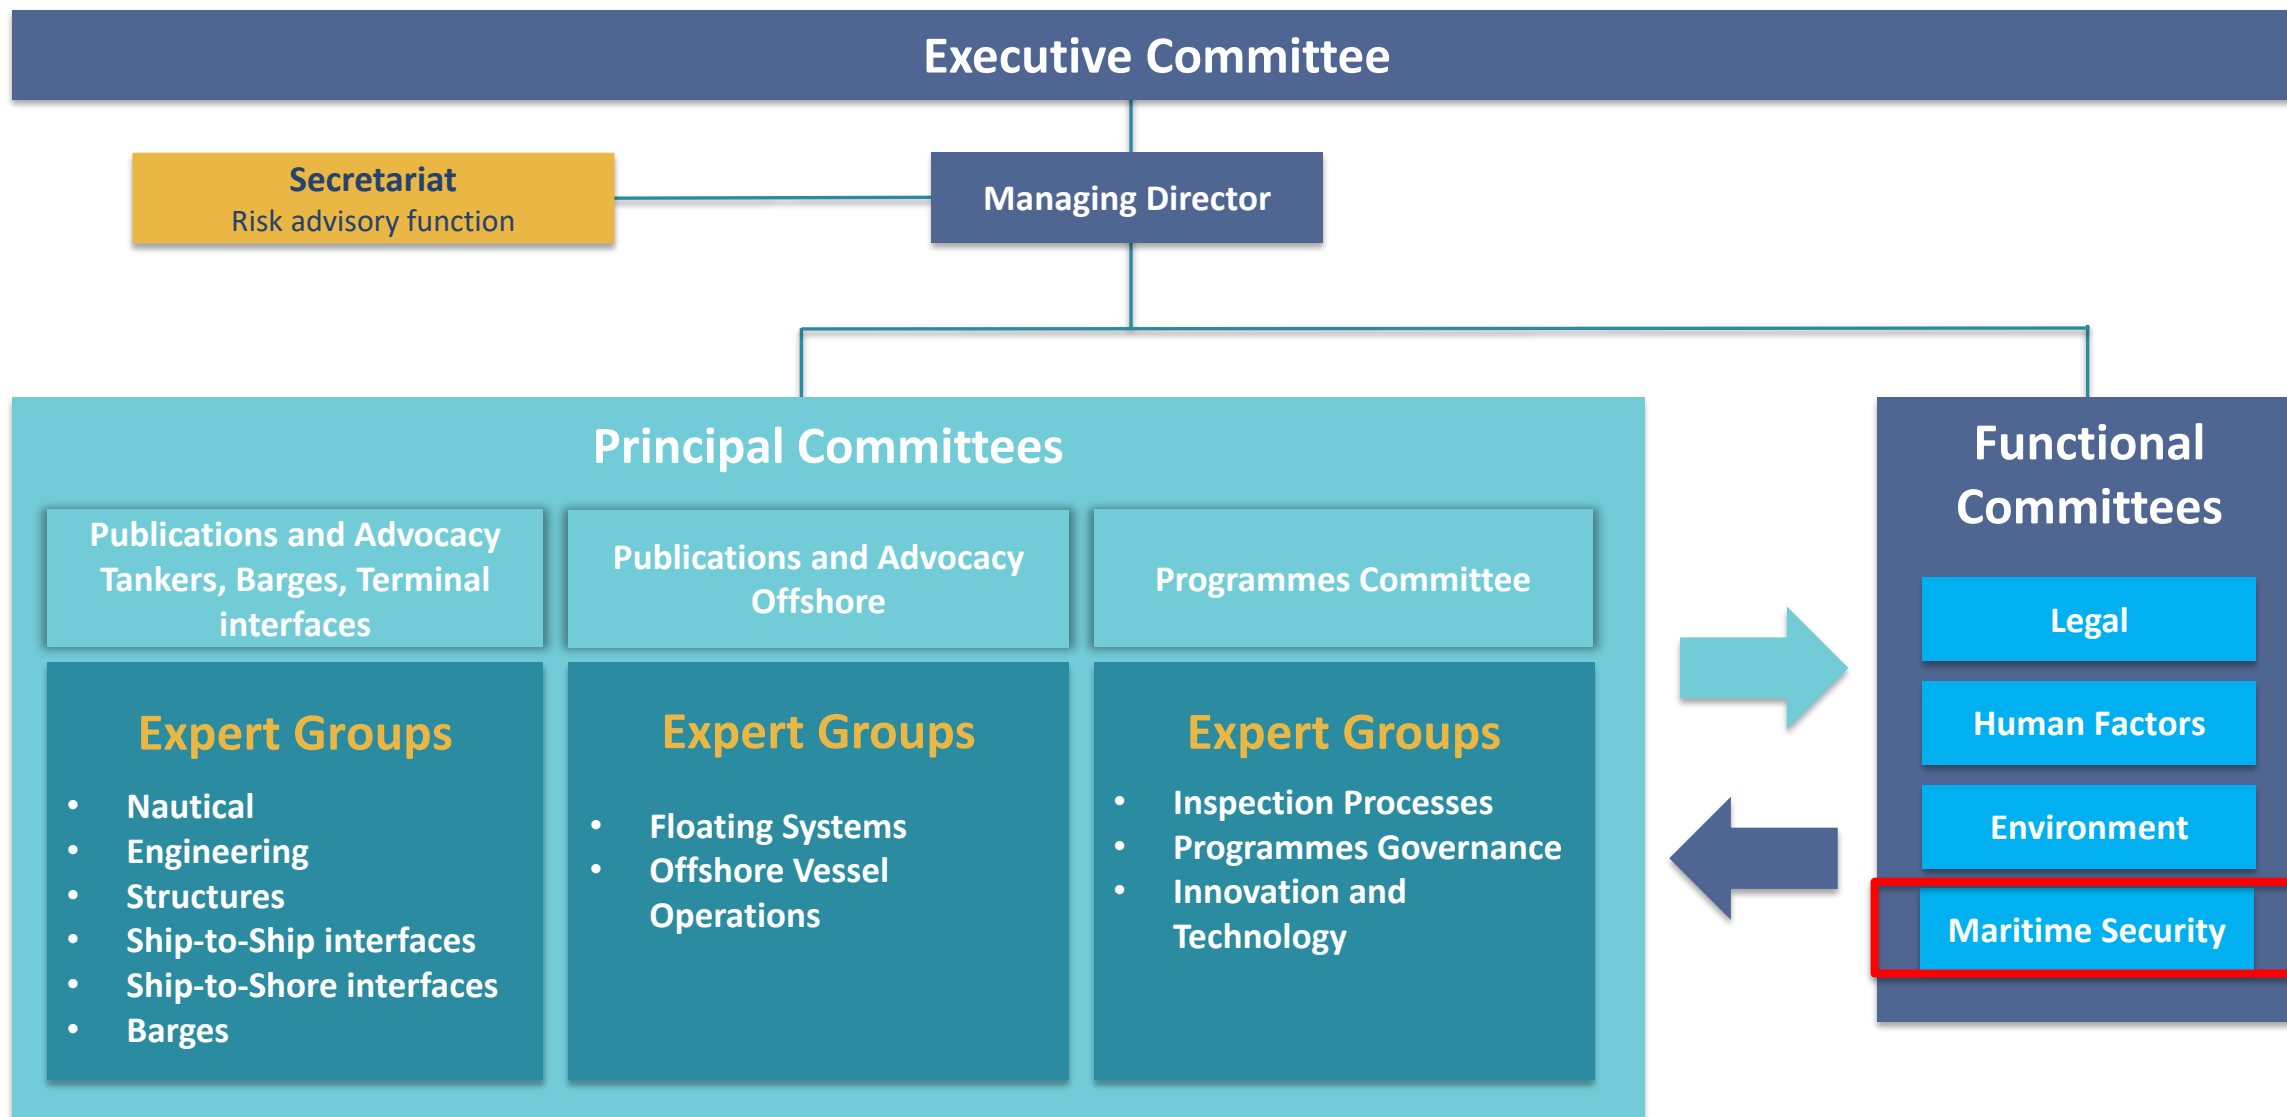 Executive Committee
Secretariat
Risk advisory function
Managing Director
Principal Committees
Publications and Advocacy
Tankers, Barges, Terminal
interfaces
Publications and Advocacy
Offshore
Programmes Committee
Expert Groups
• Nautical
• Engineering
• Structures
• Ship-to-Ship interfaces
• Ship-to-Shore interfaces
• Barges
Expert Groups
• Floating Systems
• Offshore Vessel
Operations
Expert Groups
• Inspection Processes
• Programmes Governance
• Innovation and
Technology
Functional
Committees
Legal
Human Factors
Environment
Maritime Security